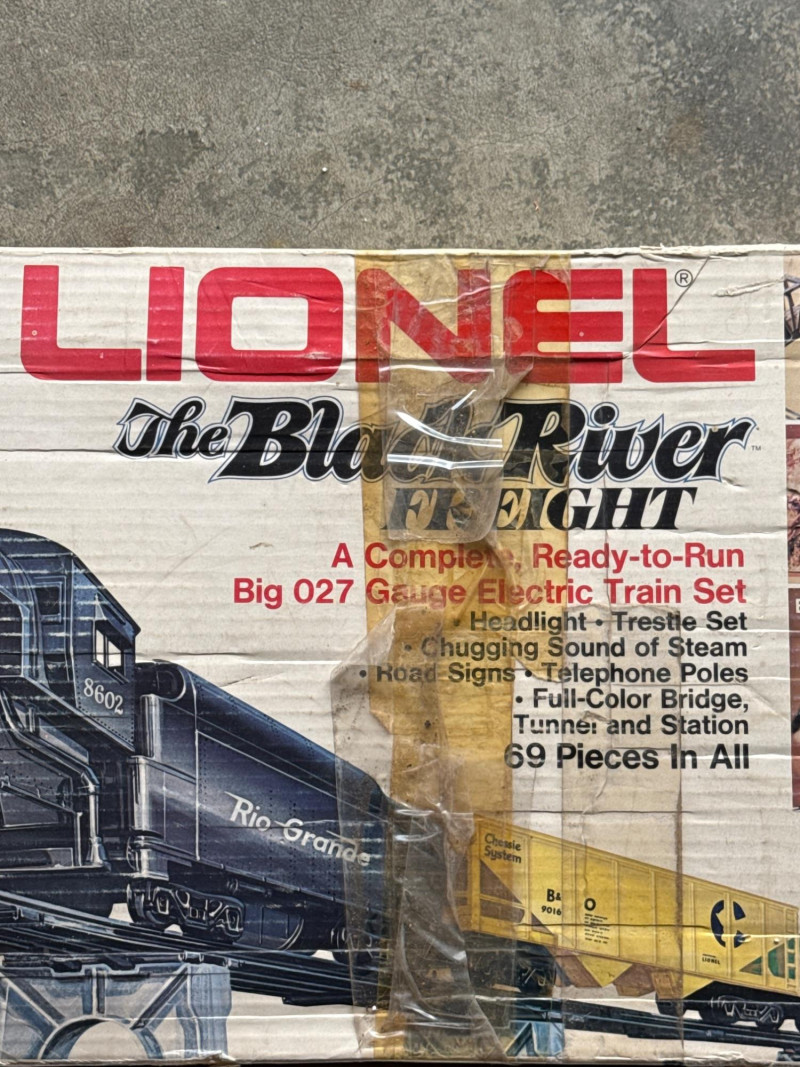 LIONEL®
The Black River™
FREIGHT
A Complete, Ready-to-Run
Big 027 Gauge Electric Train Set
• Headlight • Trestle Set
• Chugging Sound of Steam
• Road Signs • Telephone Poles
• Full-Color Bridge,
Tunnel and Station
69 Pieces In All
8602
Rio Grande
Chessie
System
B& O
9016
LIONEL